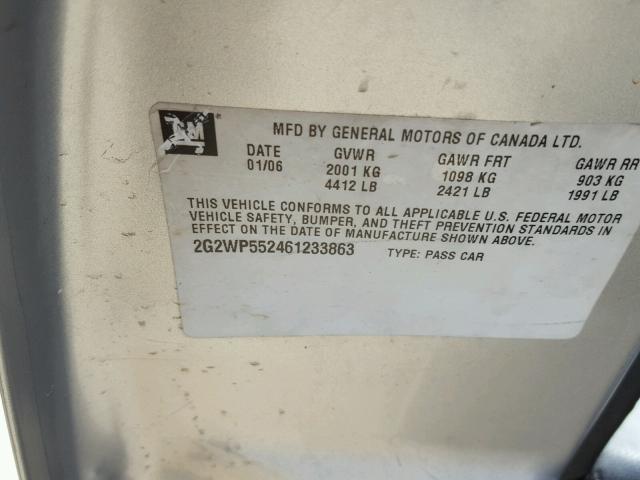 GM MFD BY GENERAL MOTORS OF CANADA LTD.
DATE GVWR GAWR FRT GAWR RR
01/06 2001 KG 1098 KG 903 KG
4412 LB 2421 LB 1991 LB
THIS VEHICLE CONFORMS TO ALL APPLICABLE U.S. FEDERAL MOTOR
VEHICLE SAFETY, BUMPER, AND THEFT PREVENTION STANDARDS IN
EFFECT ON THE DATE OF MANUFACTURE SHOWN ABOVE.
2G2WP552461233863 TYPE: PASS CAR